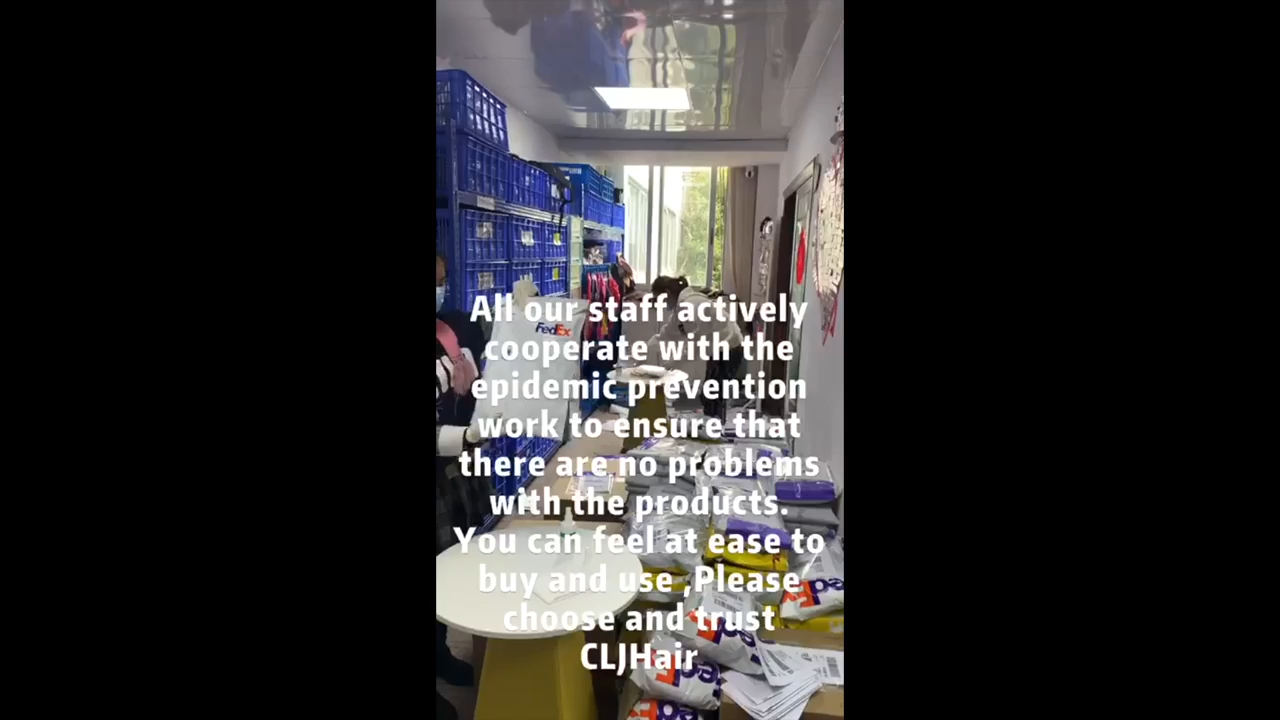 FedEx
All our staff actively
cooperate with the
epidemic prevention
work to ensure that
there are no problems
with the products.
You can feel at ease to
buy and use ,Please
choose and trust
CLJHair